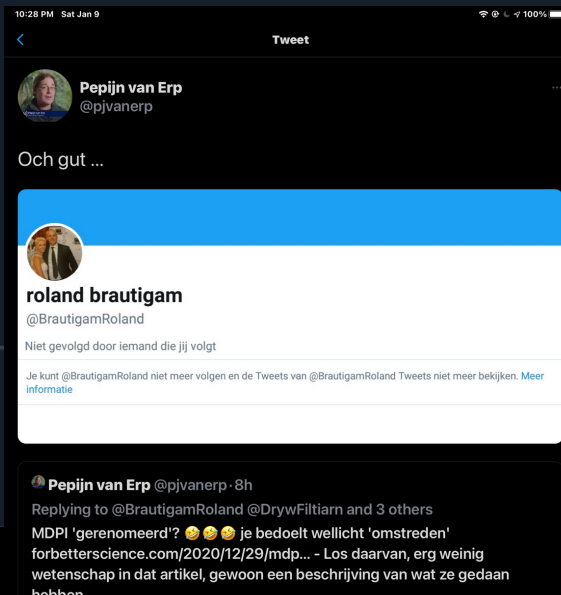 10:28 PM Sat Jan 9
100%
Tweet
Pepijn van Erp
@pjvanerp
Och gut ...
roland brautigam
@BrautigamRoland
Niet gevolgd door iemand die jij volgt
Je kunt @BrautigamRoland niet meer volgen en de Tweets van @BrautigamRoland Tweets niet meer bekijken. Meer
informatie
Pepijn van Erp @pjvanerp · 8h
Replying to @BrautigamRoland @DrywFiltiarn and 3 others
MDPI 'gerenomeerd'? 🤣🤣🤣 je bedoelt wellicht 'omstreden'
forbetterscience.com/2020/12/29/mdp... - Los daarvan, erg weinig
wetenschap in dat artikel, gewoon een beschrijving van wat ze gedaan
hebben